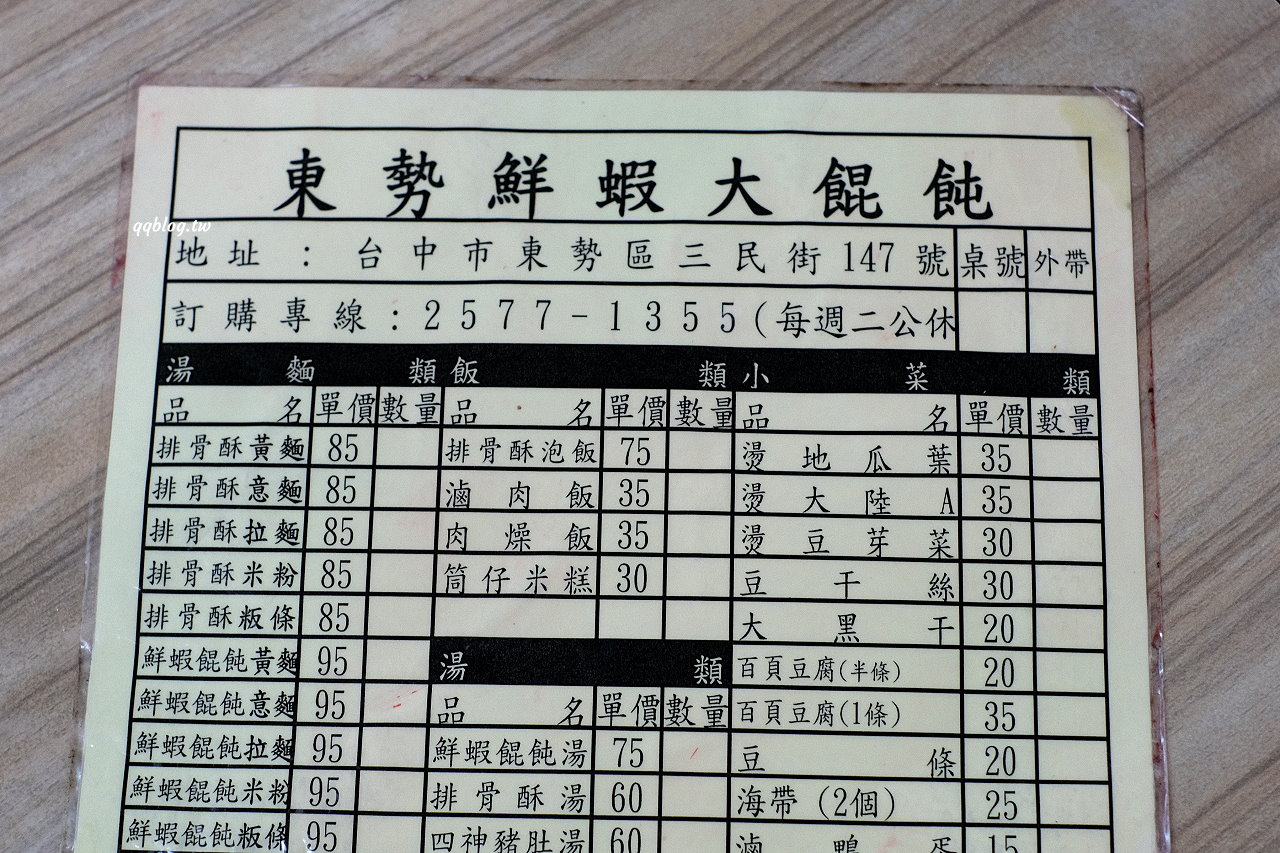 東勢鮮蝦大餛飩
qqblog.tw
地址：台中市東勢區三民街147號 桌號 外帶
訂購專線：2577-1355(每週二公休
湯麵類 飯類 小菜類
品名 單價 數量 品名 單價 數量 品名 單價 數量
排骨酥黃麵 85 排骨酥泡飯 75 燙地瓜葉 35
排骨酥意麵 85 滷肉飯 35 燙大陸A 35
排骨酥拉麵 85 肉燥飯 35 燙豆芽菜 30
排骨酥米粉 85 筒仔米糕 30 豆干絲 30
排骨酥粄條 85 大黑干 20
鮮蝦餛飩黃麵 95 湯類 百頁豆腐(半條) 20
鮮蝦餛飩意麵 95 品名 單價 數量 百頁豆腐(1條) 35
鮮蝦餛飩拉麵 95 鮮蝦餛飩湯 75 豆條 20
鮮蝦餛飩米粉 95 排骨酥湯 60 海帶(2個) 25
鮮蝦餛飩粄條 95 四神豬肚湯 60 滷鴨蛋 15